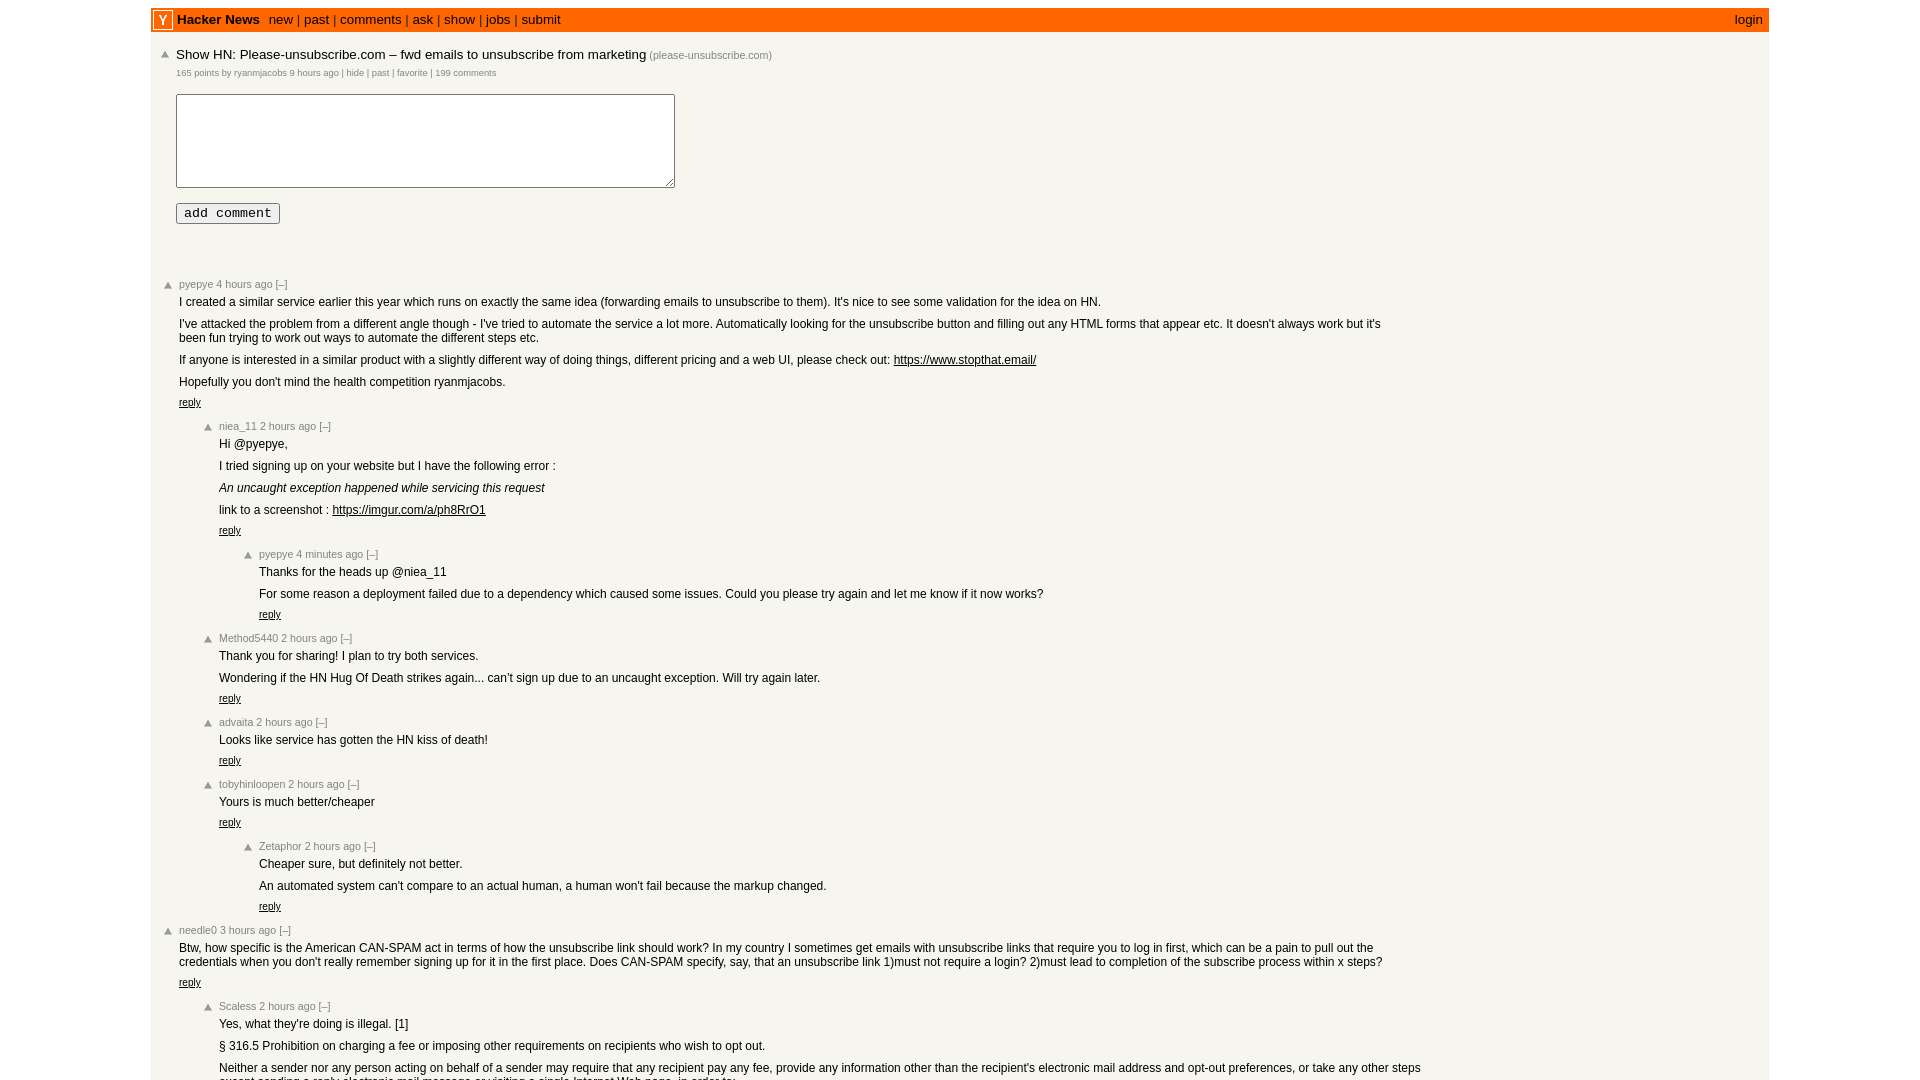 Y Hacker News new | past | comments | ask | show | jobs | submit login
Show HN: Please-unsubscribe.com – fwd emails to unsubscribe from marketing (please-unsubscribe.com)
165 points by ryanmjacobs 9 hours ago | hide | past | favorite | 199 comments
add comment
pyepye 4 hours ago [–]
I created a similar service earlier this year which runs on exactly the same idea (forwarding emails to unsubscribe to them). It's nice to see some validation for the idea on HN.
I've attacked the problem from a different angle though - I've tried to automate the service a lot more. Automatically looking for the unsubscribe button and filling out any HTML forms that appear etc. It doesn't always work but it's
been fun trying to work out ways to automate the different steps etc.
If anyone is interested in a similar product with a slightly different way of doing things, different pricing and a web UI, please check out: https://www.stopthat.email/
Hopefully you don't mind the health competition ryanmjacobs.
reply
niea_11 2 hours ago [–]
Hi @pyepye,
I tried signing up on your website but I have the following error :
An uncaught exception happened while servicing this request
link to a screenshot : https://imgur.com/a/ph8RrO1
reply
pyepye 4 minutes ago [–]
Thanks for the heads up @niea_11
For some reason a deployment failed due to a dependency which caused some issues. Could you please try again and let me know if it now works?
reply
Method5440 2 hours ago [–]
Thank you for sharing! I plan to try both services.
Wondering if the HN Hug Of Death strikes again... can’t sign up due to an uncaught exception. Will try again later.
reply
advaita 2 hours ago [–]
Looks like service has gotten the HN kiss of death!
reply
tobyhinloopen 2 hours ago [–]
Yours is much better/cheaper
reply
Zetaphor 2 hours ago [–]
Cheaper sure, but definitely not better.
An automated system can't compare to an actual human, a human won't fail because the markup changed.
reply
needle0 3 hours ago [–]
Btw, how specific is the American CAN-SPAM act in terms of how the unsubscribe link should work? In my country I sometimes get emails with unsubscribe links that require you to log in first, which can be a pain to pull out the
credentials when you don't really remember signing up for it in the first place. Does CAN-SPAM specify, say, that an unsubscribe link 1)must not require a login? 2)must lead to completion of the subscribe process within x steps?
reply
Scaless 2 hours ago [–]
Yes, what they're doing is illegal. [1]
§ 316.5 Prohibition on charging a fee or imposing other requirements on recipients who wish to opt out.
Neither a sender nor any person acting on behalf of a sender may require that any recipient pay any fee, provide any information other than the recipient's electronic mail address and opt-out preferences, or take any other steps
except sending a reply electronic mail message or visiting a single Internet Web page, in order to: